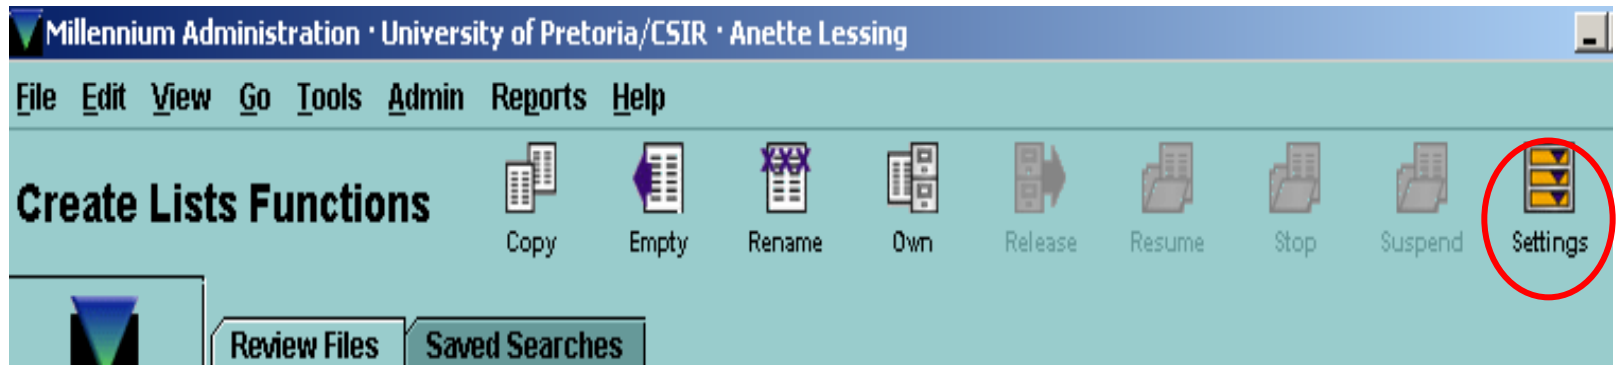 Millennium Administration · University of Pretoria/CSIR · Anette Lessing
File Edit View Go Tools Admin Reports Help
Create Lists Functions
Copy Empty Rename Own Release Resume Stop Suspend Settings
Review Files Saved Searches